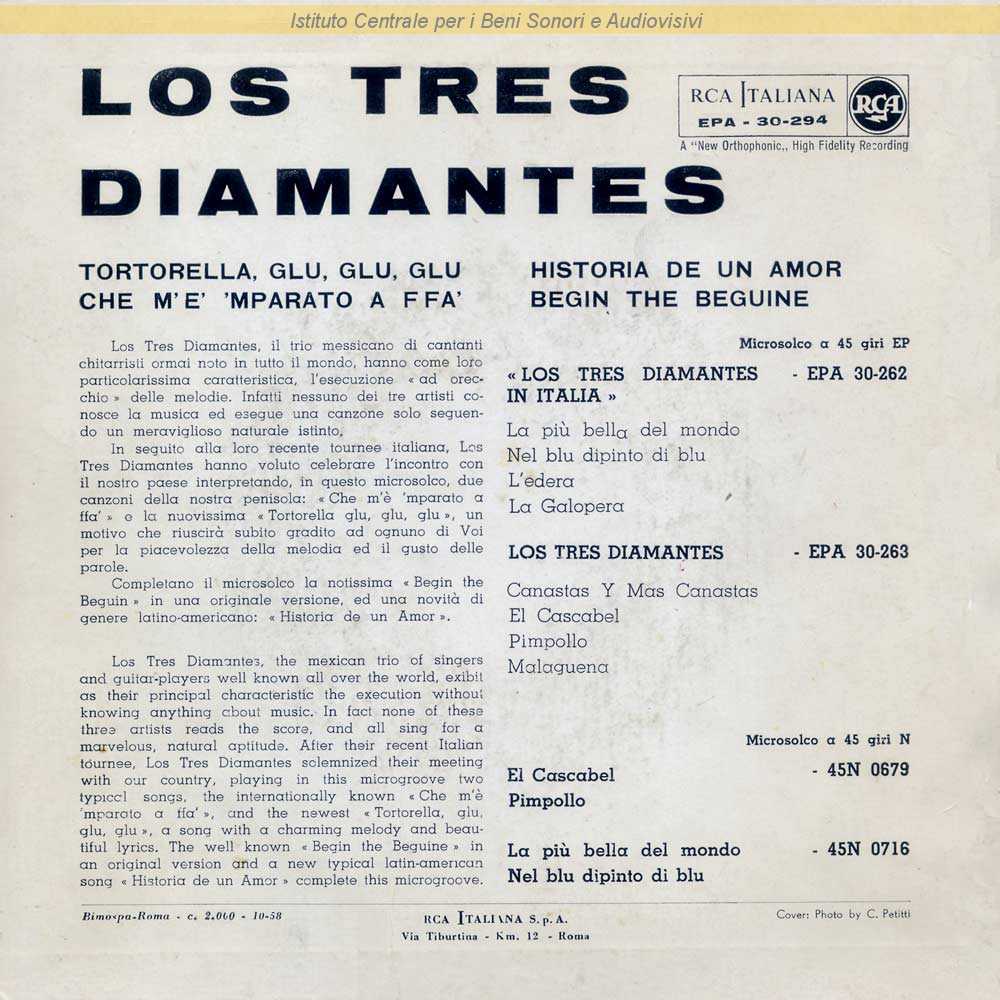 Istituto Centrale per i Beni Sonori e Audiovisivi
LOS TRES
DIAMANTES
RCA ITALIANA
EPA - 30-294
RCA
A "New Orthophonic,, High Fidelity Recording
TORTORELLA, GLU, GLU, GLU
CHE M'E' 'MPARATO A FFA'
HISTORIA DE UN AMOR
BEGIN THE BEGUINE
Los Tres Diamantes, il trio messicano di cantanti
chitarristi ormai noto in tutto il mondo, hanno come loro
particolarissima caratteristica, l'esecuzione «ad orec-
chio» delle melodie. Infatti nessuno dei tre artisti co-
nosce la musica ed esegue una canzone solo seguen-
do un meraviglioso naturale istinto,
In seguito alla loro recente tournee italiana, Los
Tres Diamantes hanno voluto celebrare l'incontro con
il nostro paese interpretando, in questo microsolco, due
canzoni della nostra penisola: «Che m'è 'mparato a
ffa'» e la nuovissima «Tortorella glu, glu, glu», un
motivo che riuscirà subito gradito ad ognuno di Voi
per la piacevolezza della melodia ed il gusto delle
parole.
Completano il microsolco la notissima «Begin the
Beguin» in una originale versione, ed una novità di
genere latino-americano: «Historia de un Amor».
Los Tres Diamantes, the mexican trio of singers
and guitar-players well known all over the world, exibit
as their principal characteristic the execution without
knowing anything about music. In fact none of these
three artists reads the score, and all sing for a
marvelous, natural aptitude. After their recent Italian
tournee, Los Tres Diamantes solemnized their meeting
with our country, playing in this microgroove two
typical songs, the internationally known «Che m'è
'mparato a ffa'», and the newest «Tortorella, glu,
glu, glu», a song with a charming melody and beau-
tiful lyrics. The well known «Begin the Beguine» in
an original version and a new typical latin-american
song «Historia de un Amor» complete this microgroove.
Microsolco a 45 giri EP
«LOS TRES DIAMANTES - EPA 30-262
IN ITALIA»
La più bella del mondo
Nel blu dipinto di blu
L'edera
La Galopera
LOS TRES DIAMANTES - EPA 30-263
Canastas Y Mas Canastas
El Cascabel
Pimpollo
Malaguena
Microsolco a 45 giri N
El Cascabel - 45N 0679
Pimpollo
La più bella del mondo - 45N 0716
Nel blu dipinto di blu
Bimospa-Roma - c. 2.000 - 10-58
RCA ITALIANA S.p.A.
Via Tiburtina - Km. 12 - Roma
Cover: Photo by C. Petitti